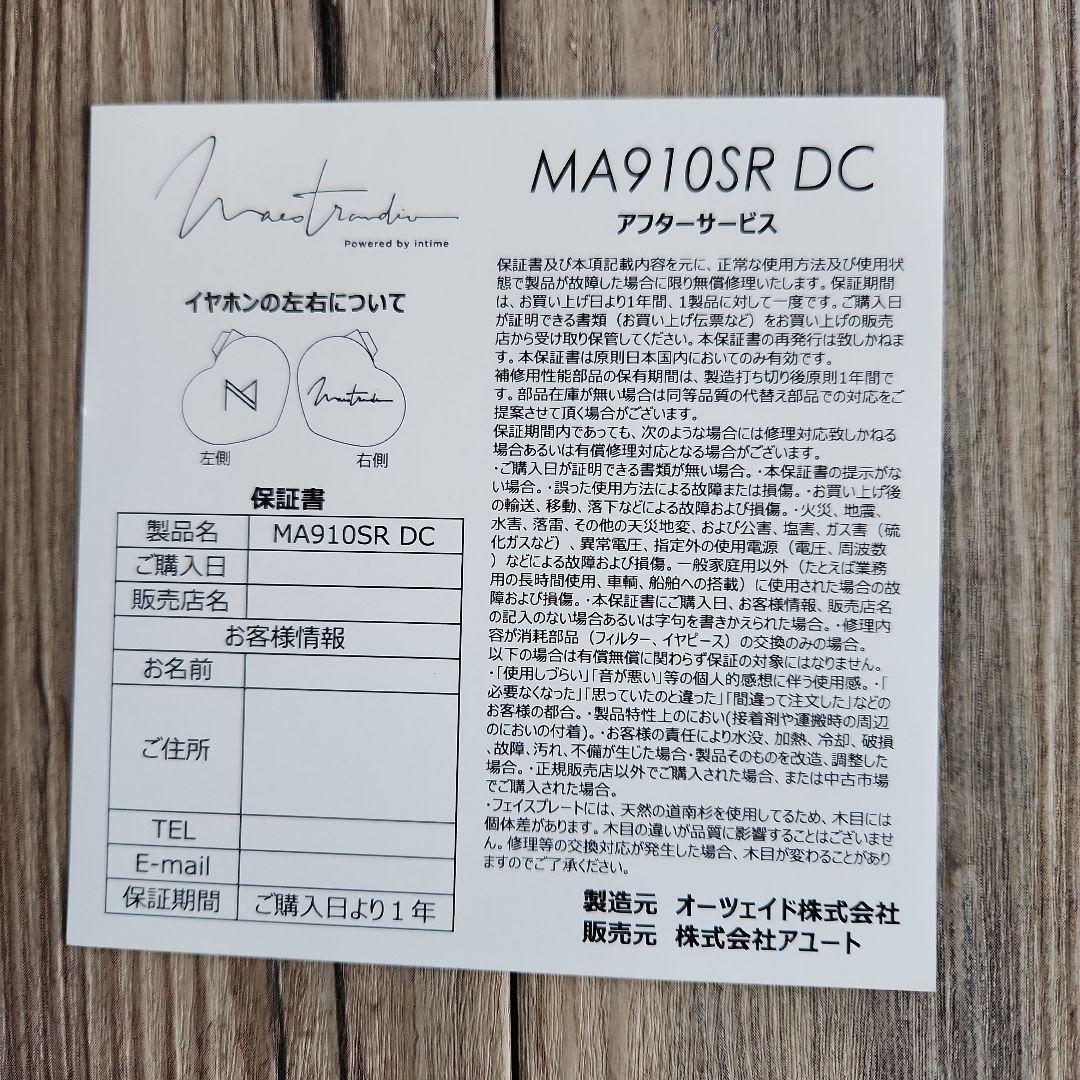 Maestraudio
Powered by intime
イヤホンの左右について
N
Maestraudio
左側
右側
保証書
製品名 MA910SR DC
ご購入日
販売店名
お客様情報
お名前
ご住所
TEL
E-mail
保証期間 ご購入日より1年
MA910SR DC
アフターサービス
保証書及び本項記載内容を元に、正常な使用方法及び使用状
態で製品が故障した場合に限り無償修理いたします。保証期間
は、お買い上げ日より1年間、1製品に対して一度です。ご購入日
が証明できる書類（お買い上げ伝票など）をお買い上げの販売
店から受け取り保管してください。本保証書の再発行は致しかねま
す。本保証書は原則日本国内においてのみ有効です。
補修用性能部品の保有期間は、製造打ち切り後原則1年間で
す。部品在庫が無い場合は同等品質の代替え部品での対応をご
提案させて頂く場合がございます。
保証期間内であっても、次のような場合には修理対応致しかねる
場合あるいは有償修理対応となる場合がございます。
・ご購入日が証明できる書類が無い場合。・本保証書の提示がな
い場合。・誤った使用方法による故障または損傷。・お買い上げ後
の輸送、移動、落下などによる故障および損傷。・火災、地震、
水害、落雷、その他の天災地変、および公害、塩害、ガス害（硫
化ガスなど）、異常電圧、指定外の使用電源（電圧、周波数
）などによる故障および損傷。一般家庭用以外（たとえば業務
用の長時間使用、車輌、船舶への搭載）に使用された場合の故
障および損傷。・本保証書にご購入日、お客様情報、販売店名
の記入のない場合あるいは字句を書きかえられた場合。・修理内
容が消耗部品（フィルター、イヤピース）の交換のみの場合。
以下の場合は有償無償に関わらず保証の対象にはなりません。
・「使用しづらい」「音が悪い」等の個人的感想に伴う使用感。・「
必要なくなった」「思っていたのと違った」「間違って注文した」などの
お客様の都合。・製品特性上のにおい(接着剤や運搬時の周辺
のにおいの付着)。・お客様の責任により水没、加熱、冷却、破損
、故障、汚れ、不備が生じた場合・製品そのものを改造、調整した
場合。・正規販売店以外でご購入された場合、または中古市場
でご購入された場合。
・フェイスプレートには、天然の道南杉を使用してるため、木目には
個体差があります。木目の違いが品質に影響することはございませ
ん。修理等の交換対応が発生した場合、木目が変わることがあり
ますのでご了承ください。
製造元 オーツェイド株式会社
販売元 株式会社アユート